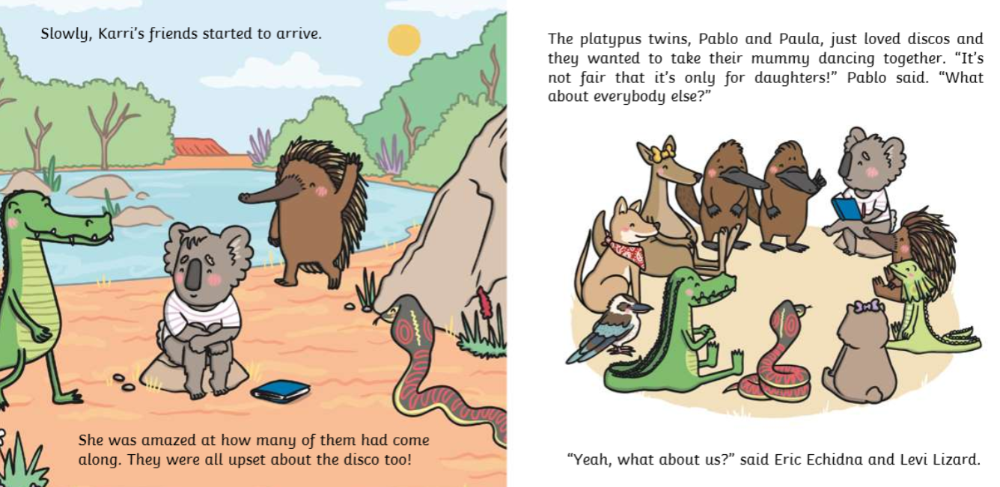 Slowly, Karri’s friends started to arrive.
She was amazed at how many of them had come
along. They were all upset about the disco too!
The platypus twins, Pablo and Paula, just loved discos and
they wanted to take their mummy dancing together. “It’s
not fair that it’s only for daughters!” Pablo said. “What
about everybody else?”
“Yeah, what about us?” said Eric Echidna and Levi Lizard.